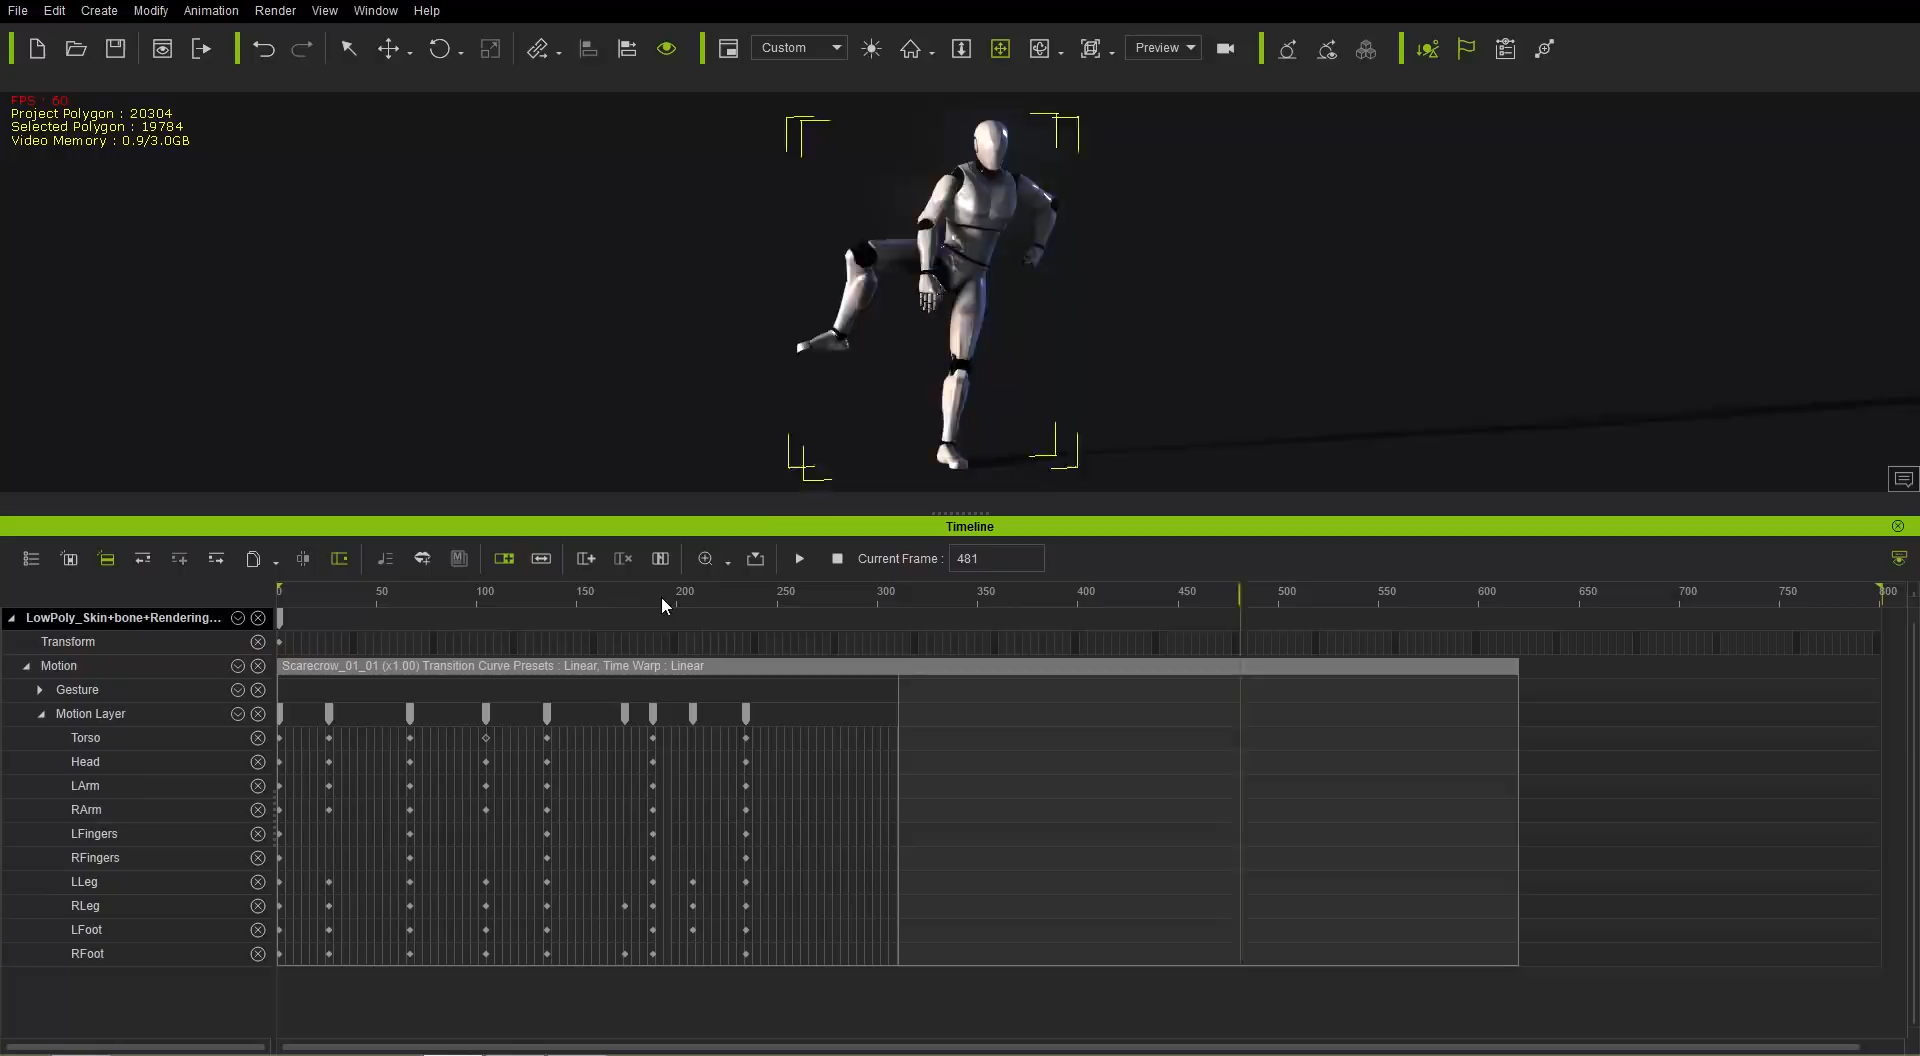 File Edit Create Modify Animation Render View Window Help
Custom Preview
FPS : 60
Project Polygon : 20304
Selected Polygon : 19784
Video Memory : 0.9/3.0GB
Timeline
Current Frame : 481
0 50 100 150 200 250 300 350 400 450 500 550 600 650 700 750 800
LowPoly_Skin+bone+Rendering...
Transform
Motion Scarecrow_01_01 (x1.00) Transition Curve Presets : Linear, Time Warp : Linear
Gesture
Motion Layer
Torso
Head
LArm
RArm
LFingers
RFingers
LLeg
RLeg
LFoot
RFoot